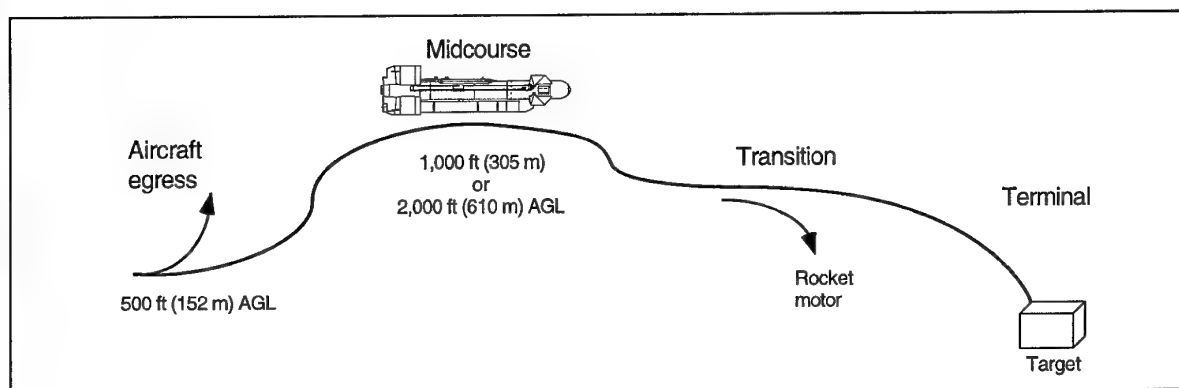 Midcourse
Aircraft
egress
1,000 ft (305 m)
or
2,000 ft (610 m) AGL
Transition
Terminal
500 ft (152 m) AGL
Rocket
motor
Target